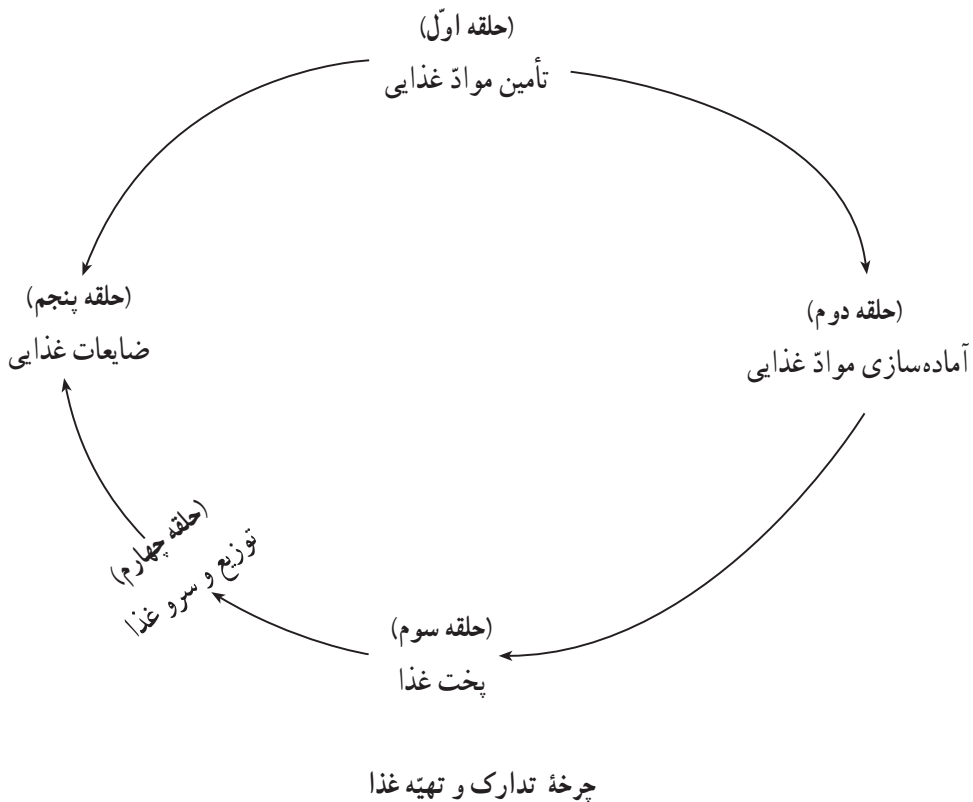 (حلقه اوّل)
تأمین موادّ غذایی
(حلقه دوم)
آماده‌سازی موادّ غذایی
(حلقه سوم)
پخت غذا
(حلقه چهارم)
توزیع و سرو غذا
(حلقه پنجم)
ضایعات غذایی
چرخهٔ تدارک و تهیّه غذا